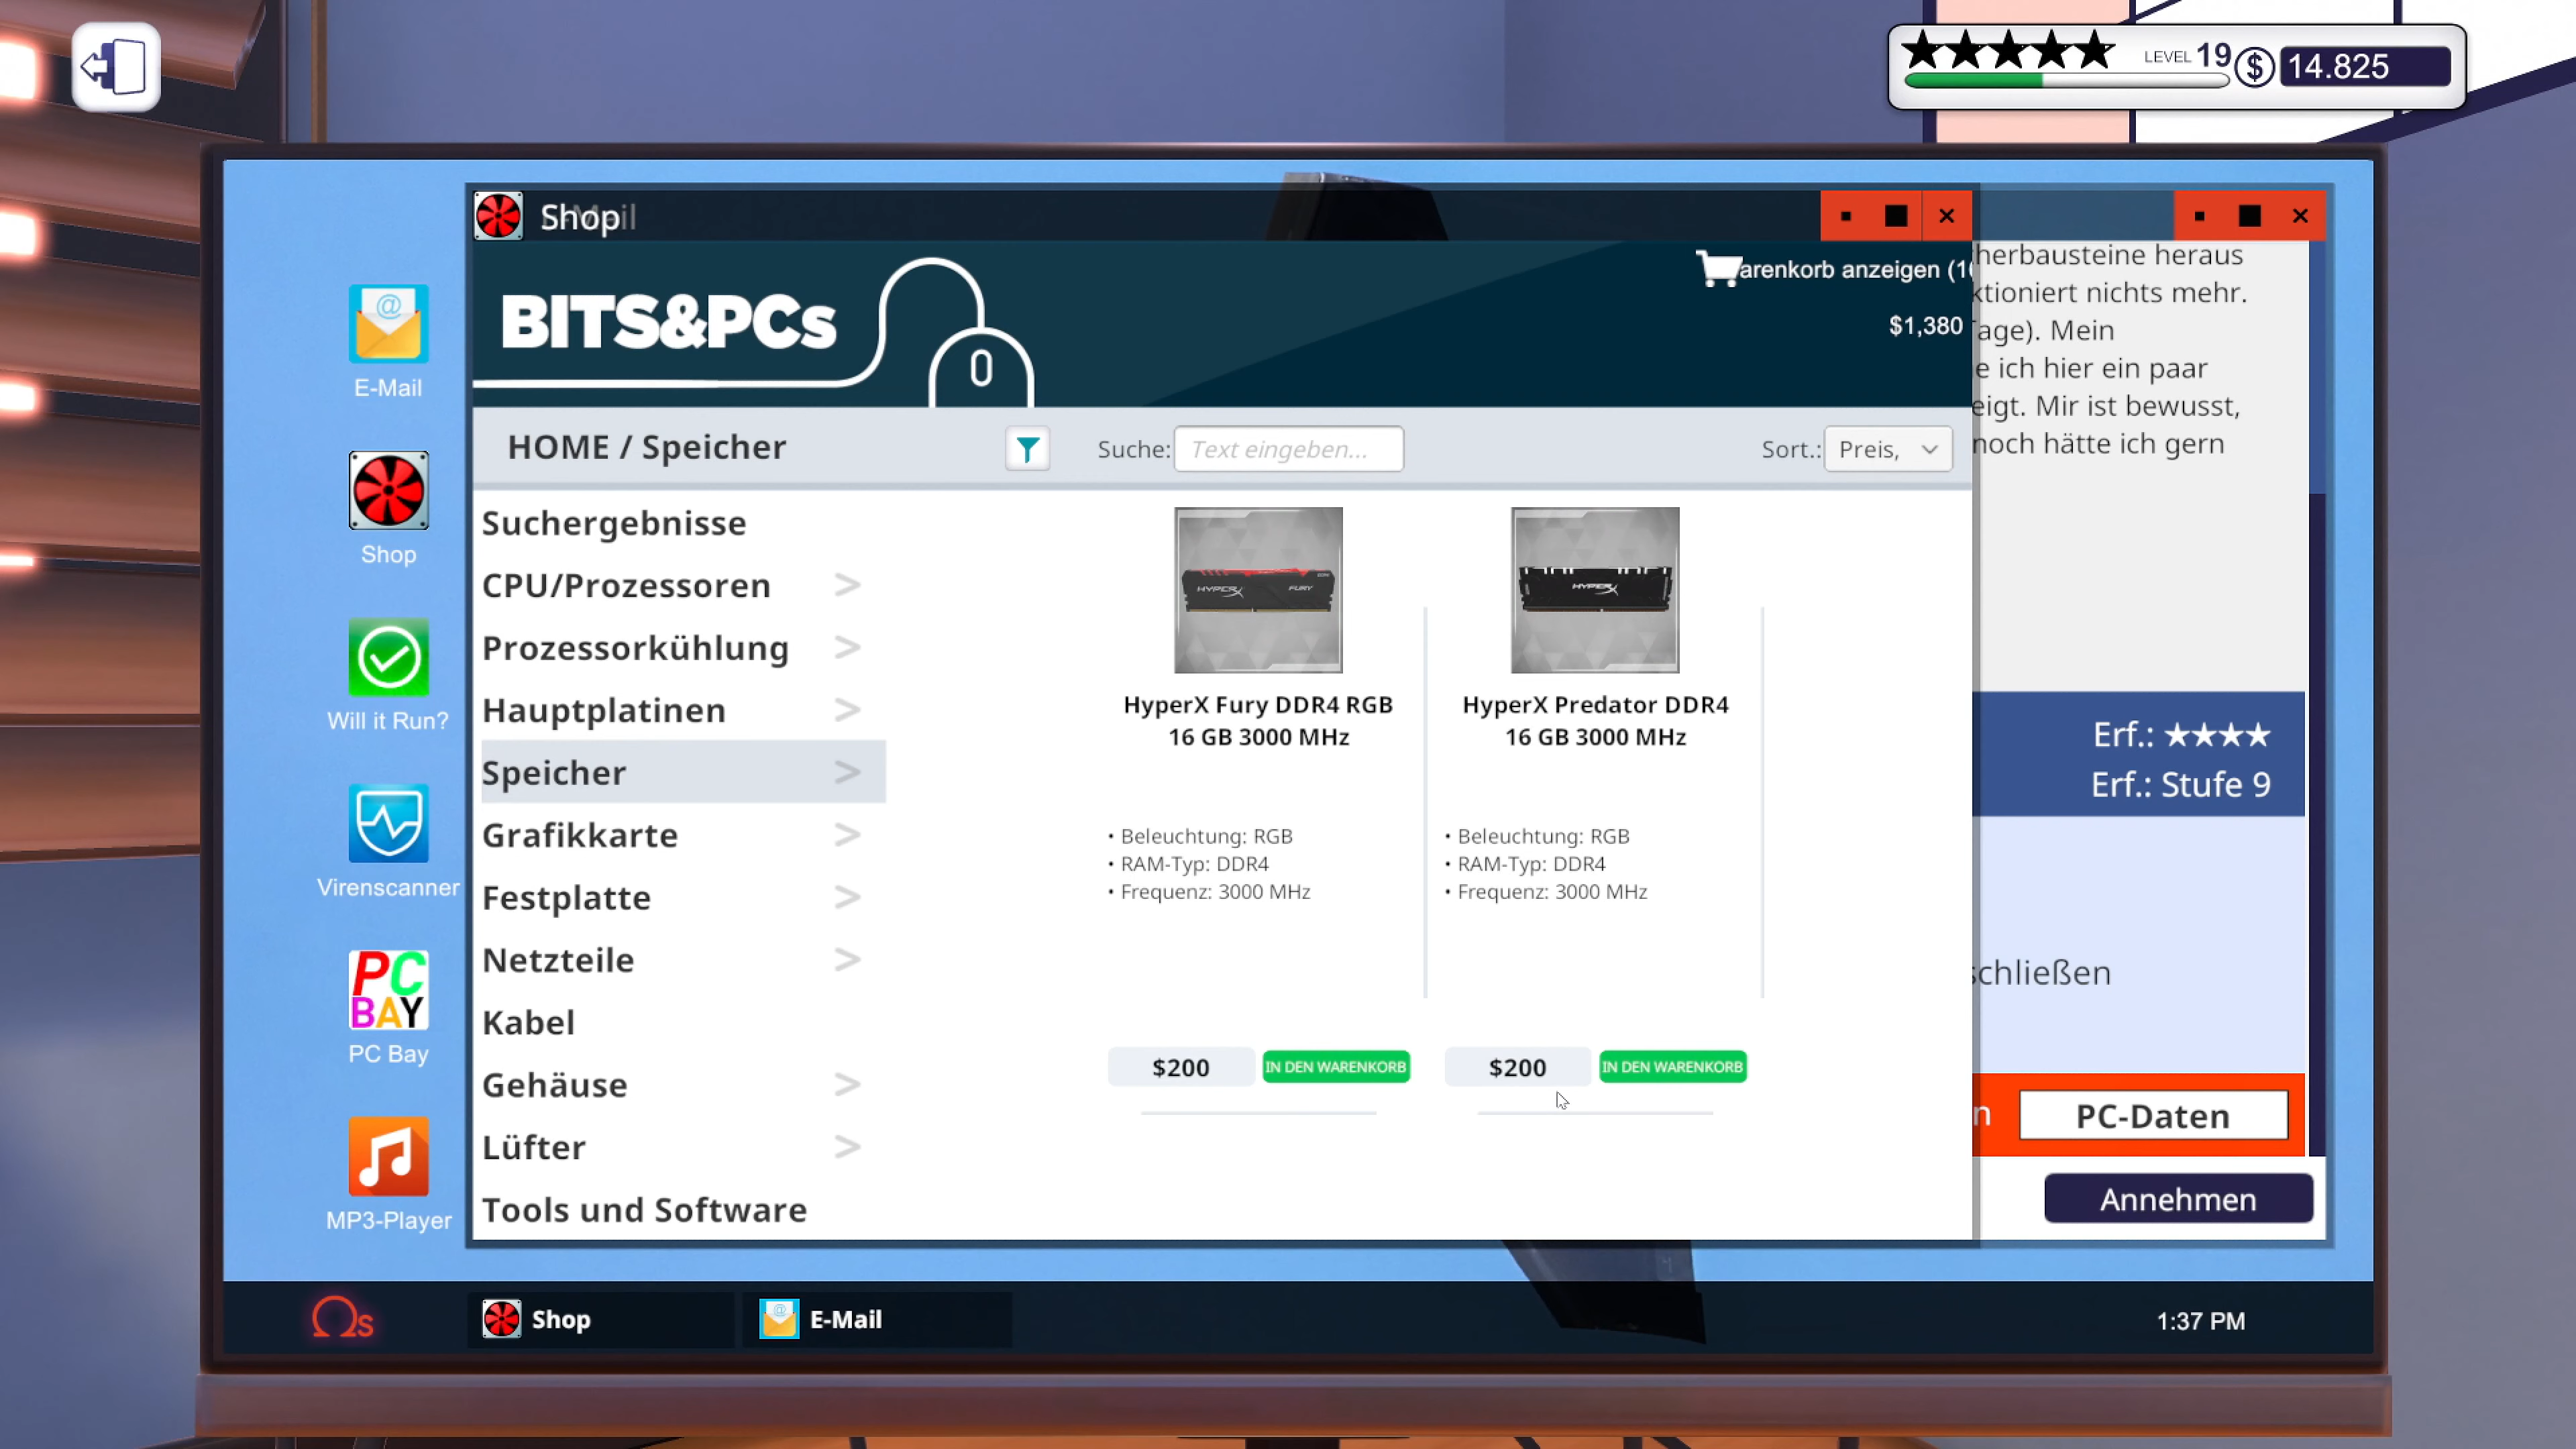 LEVEL 19
14.825
Shop
arenkorb anzeigen (1
$1,380
BITS&PCs
HOME / Speicher
Suche: Text eingeben...
Sort.: Preis,
Suchergebnisse
CPU/Prozessoren >
Prozessorkühlung >
Hauptplatinen >
Speicher >
Grafikkarte >
Festplatte >
Netzteile >
Kabel
Gehäuse >
Lüfter >
Tools und Software
HYPERX FURY
HyperX Fury DDR4 RGB
16 GB 3000 MHz
• Beleuchtung: RGB
• RAM-Typ: DDR4
• Frequenz: 3000 MHz
$200 IN DEN WARENKORB
HYPERX
HyperX Predator DDR4
16 GB 3000 MHz
• Beleuchtung: RGB
• RAM-Typ: DDR4
• Frequenz: 3000 MHz
$200 IN DEN WARENKORB
herbausteine heraus
ktioniert nichts mehr.
age). Mein
e ich hier ein paar
eigt. Mir ist bewusst,
noch hätte ich gern
Erf.: ★★★★
Erf.: Stufe 9
schließen
n PC-Daten
Annehmen
E-Mail
Shop
Will it Run?
Virenscanner
PC BAY
PC Bay
MP3-Player
Ωs
Shop
E-Mail
1:37 PM